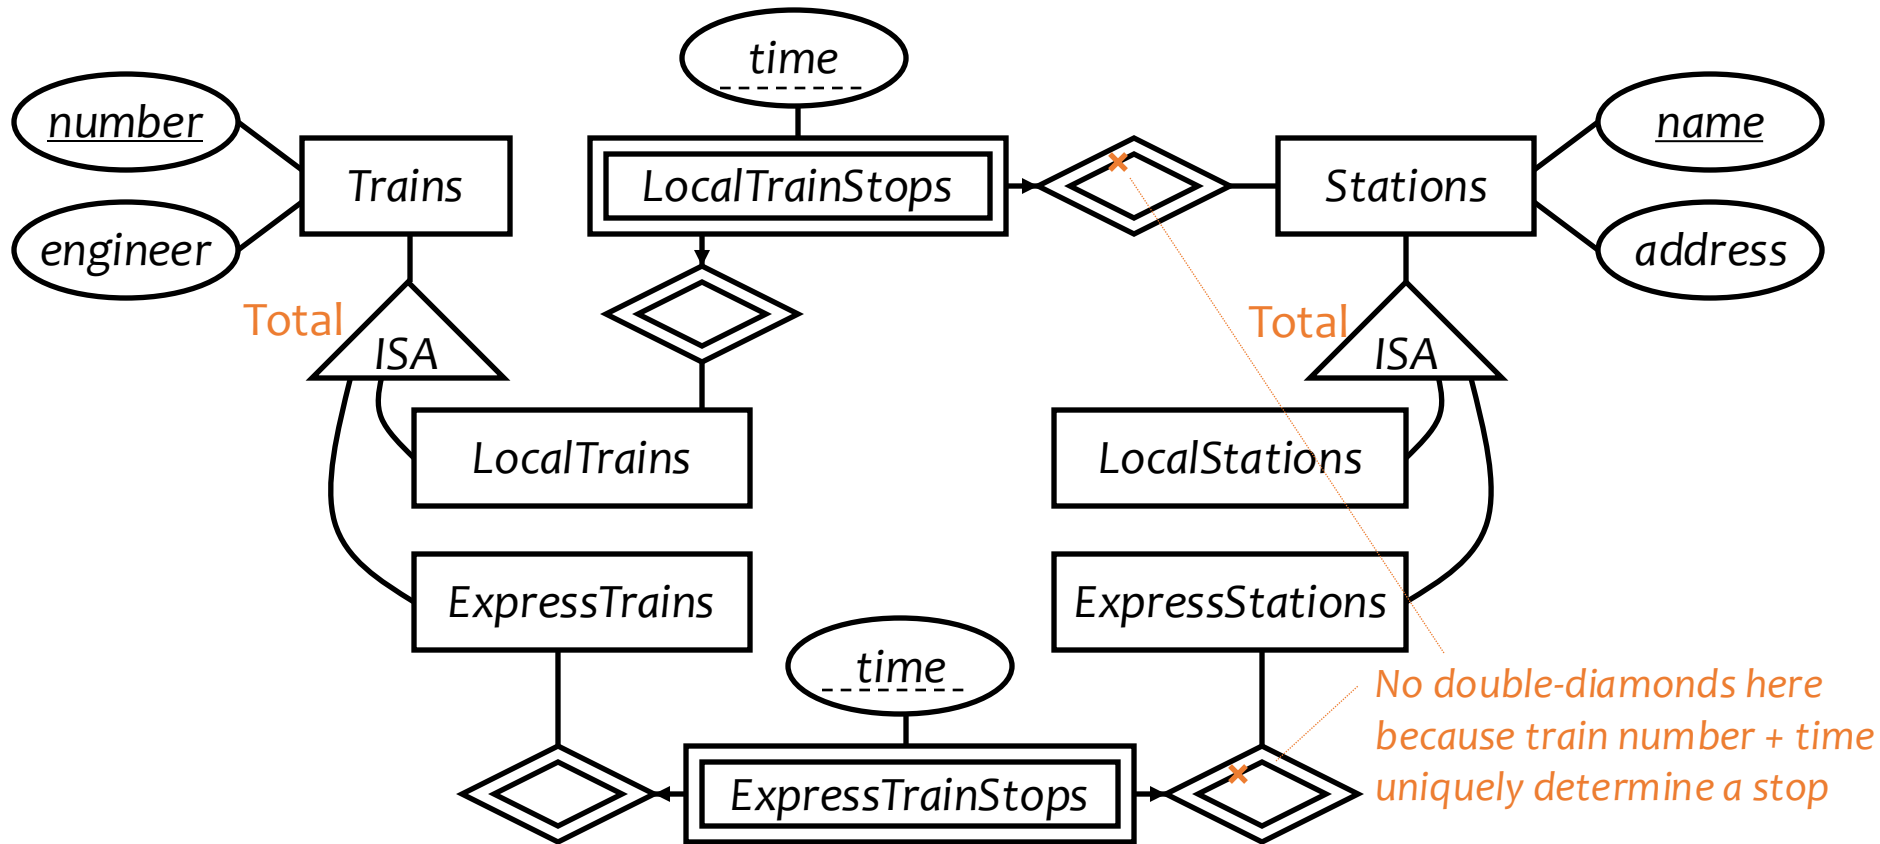 time
number
name
Trains
LocalTrainStops
Stations
engineer
address
Total
Total
ISA
ISA
LocalTrains
LocalStations
ExpressTrains
ExpressStations
time
No double-diamonds here
because train number + time
uniquely determine a stop
ExpressTrainStops